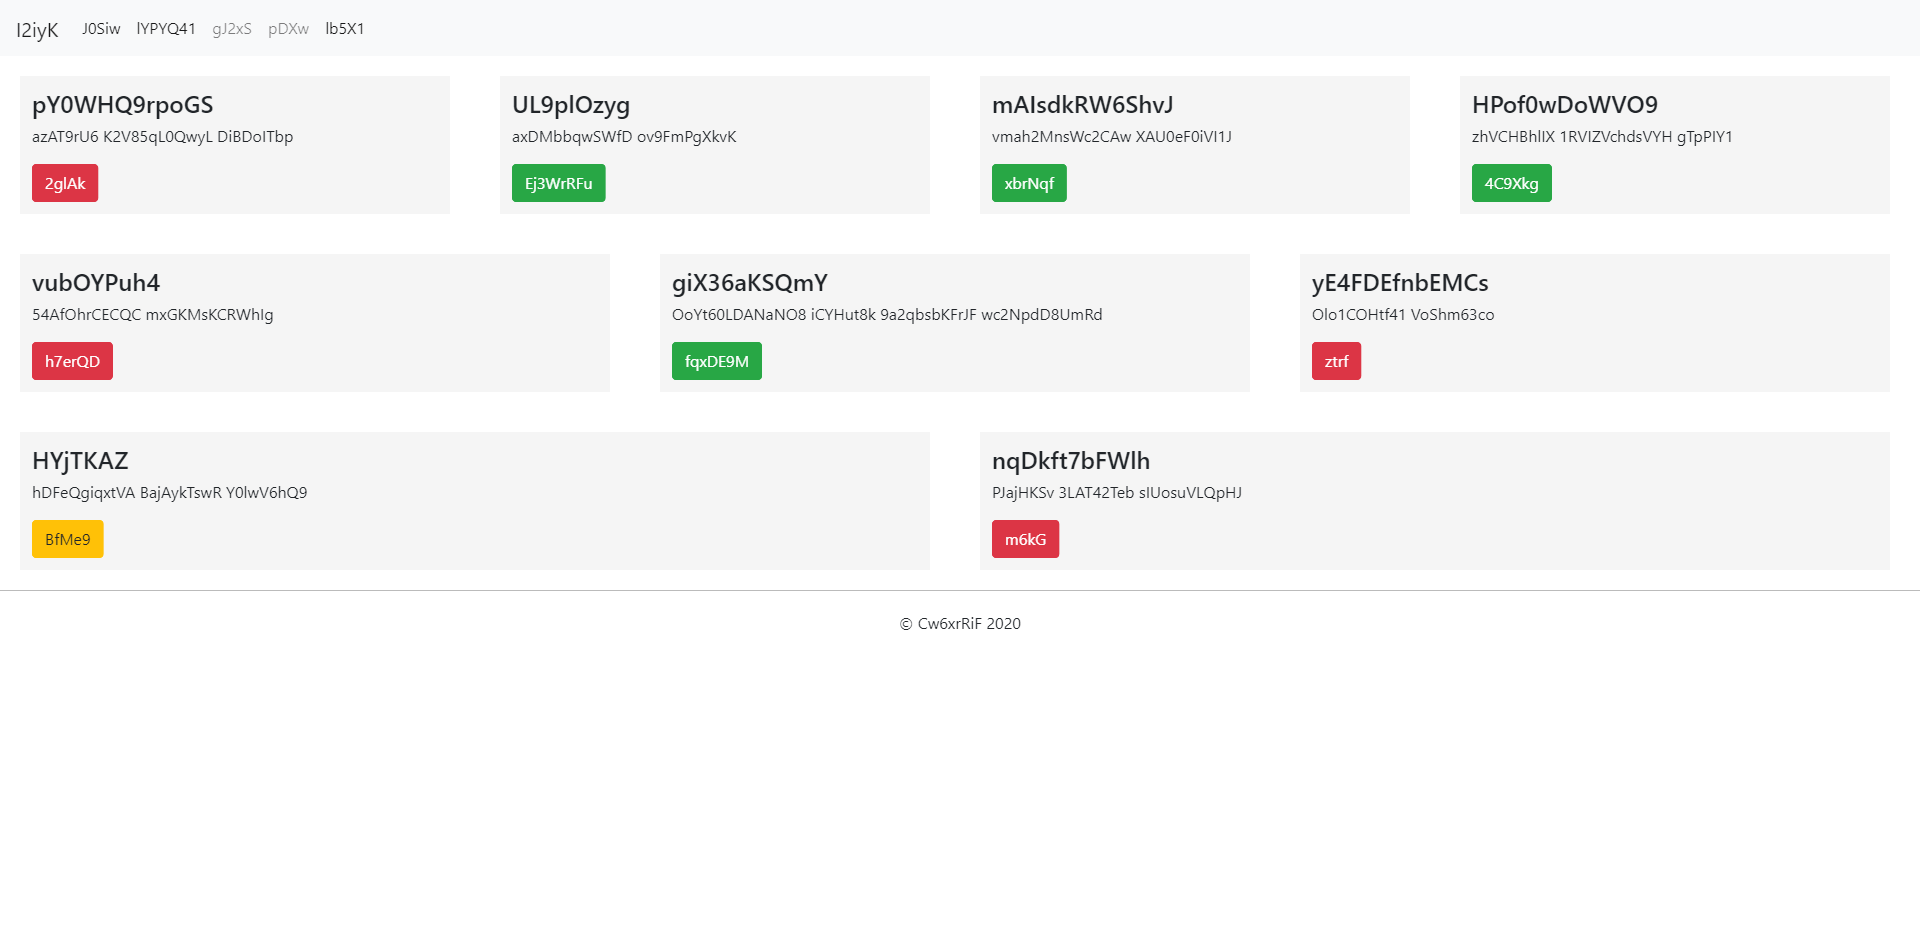 I2iyK J0Siw lYPYQ41 gJ2xS pDXw lb5X1
pY0WHQ9rpoGS
azAT9rU6 K2V85qL0QwyL DiBDoITbp
2glAk
UL9plOzyg
axDMbbqwSWfD ov9FmPgXkvK
Ej3WrRFu
mAIsdkRW6ShvJ
vmah2MnsWc2CAw XAU0eF0iVI1J
xbrNqf
HPof0wDoWVO9
zhVCHBhlIX 1RVIZVchdsVYH gTpPIY1
4C9Xkg
vubOYPuh4
54AfOhrCECQC mxGKMsKCRWhIg
h7erQD
giX36aKSQmY
OoYt60LDANaNO8 iCYHut8k 9a2qbsbKFrJF wc2NpdD8UmRd
fqxDE9M
yE4FDEfnbEMCs
Olo1COHtf41 VoShm63co
ztrf
HYjTKAZ
hDFeQgiqxtVA BajAykTswR Y0lwV6hQ9
BfMe9
nqDkft7bFWlh
PJajHKSv 3LAT42Teb sIUosuVLQpHJ
m6kG
© Cw6xrRiF 2020